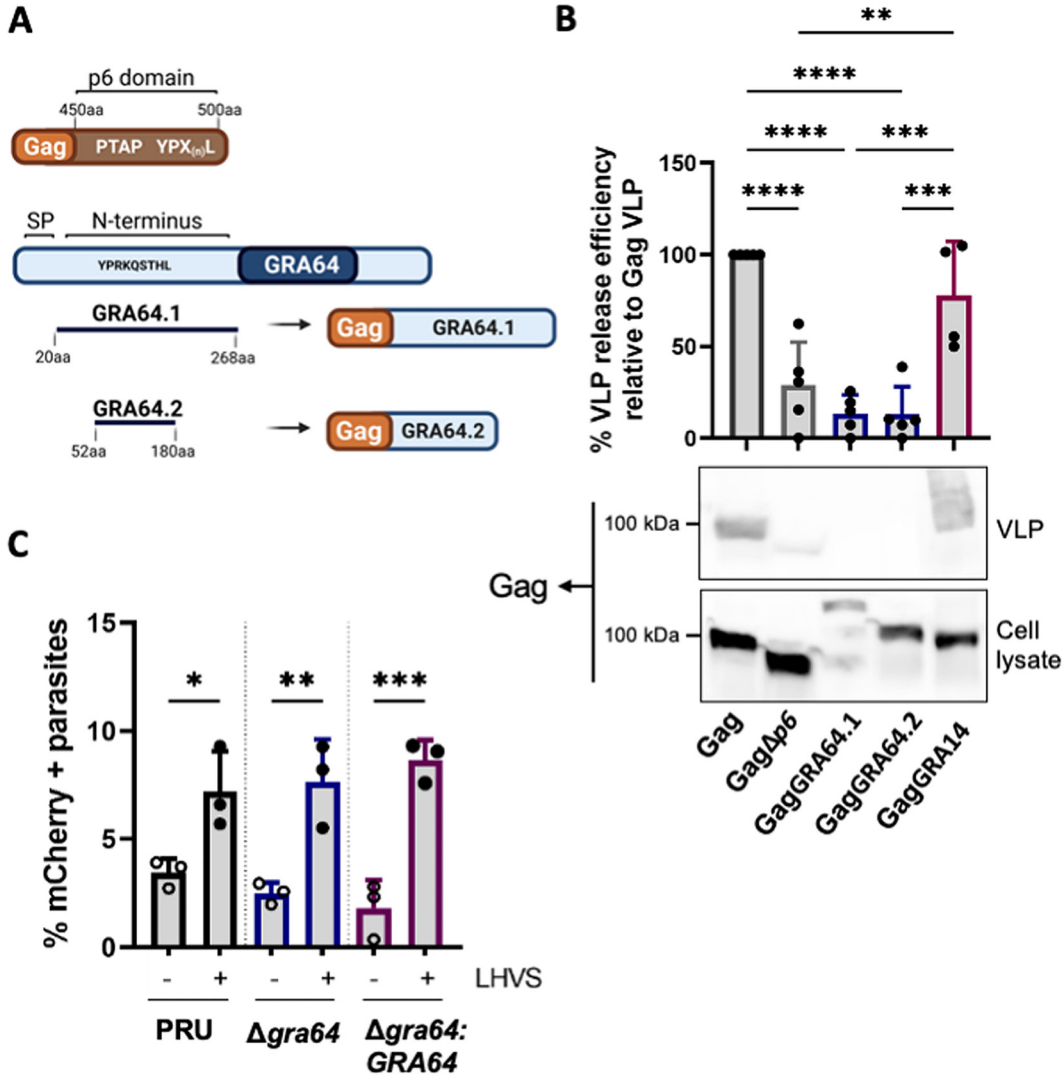 A
p6 domain
450aa 500aa
Gag PTAP YPX(n)L
SP N-terminus
YPRKQSTHL GRA64
GRA64.1
20aa 268aa
Gag GRA64.1
GRA64.2
52aa 180aa
Gag GRA64.2
B
**
****
**** ***
**** ***
% VLP release efficiency
relative to Gag VLP
150
100
50
0
100 kDa VLP
Gag
100 kDa Cell
lysate
Gag
GagΔp6
GagGRA64.1
GagGRA64.2
GagGRA14
C
% mCherry + parasites
15
10
5
0
* ** ***
- + - + - + LHVS
PRU Δgra64 Δgra64:
GRA64